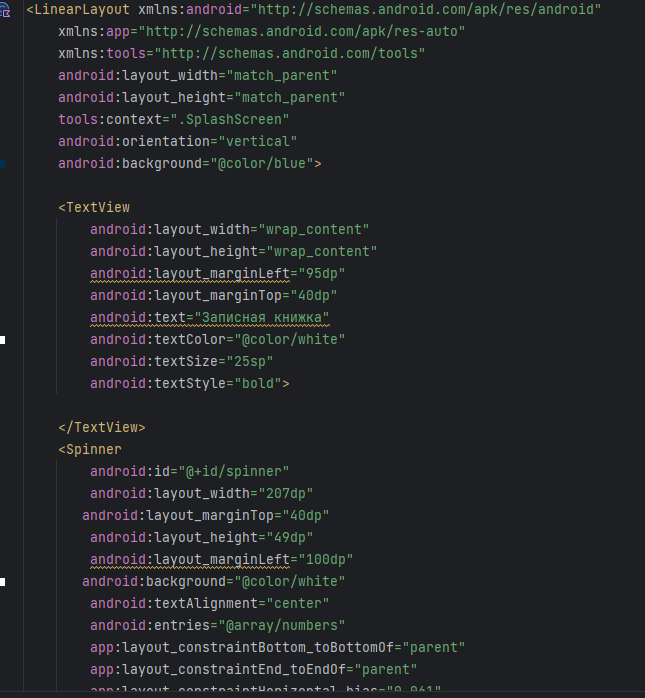 <LinearLayout xmlns:android="http://schemas.android.com/apk/res/android"
    xmlns:app="http://schemas.android.com/apk/res-auto"
    xmlns:tools="http://schemas.android.com/tools"
    android:layout_width="match_parent"
    android:layout_height="match_parent"
    tools:context=".SplashScreen"
    android:orientation="vertical"
    android:background="@color/blue">

    <TextView
        android:layout_width="wrap_content"
        android:layout_height="wrap_content"
        android:layout_marginLeft="95dp"
        android:layout_marginTop="40dp"
        android:text="Записная книжка"
        android:textColor="@color/white"
        android:textSize="25sp"
        android:textStyle="bold">

    </TextView>
    <Spinner
        android:id="@+id/spinner"
        android:layout_width="207dp"
       android:layout_marginTop="40dp"
        android:layout_height="49dp"
        android:layout_marginLeft="100dp"
       android:background="@color/white"
        android:textAlignment="center"
        android:entries="@array/numbers"
        app:layout_constraintBottom_toBottomOf="parent"
        app:layout_constraintEnd_toEndOf="parent"
        app:layout_constraintHorizontal_bias="0.061"